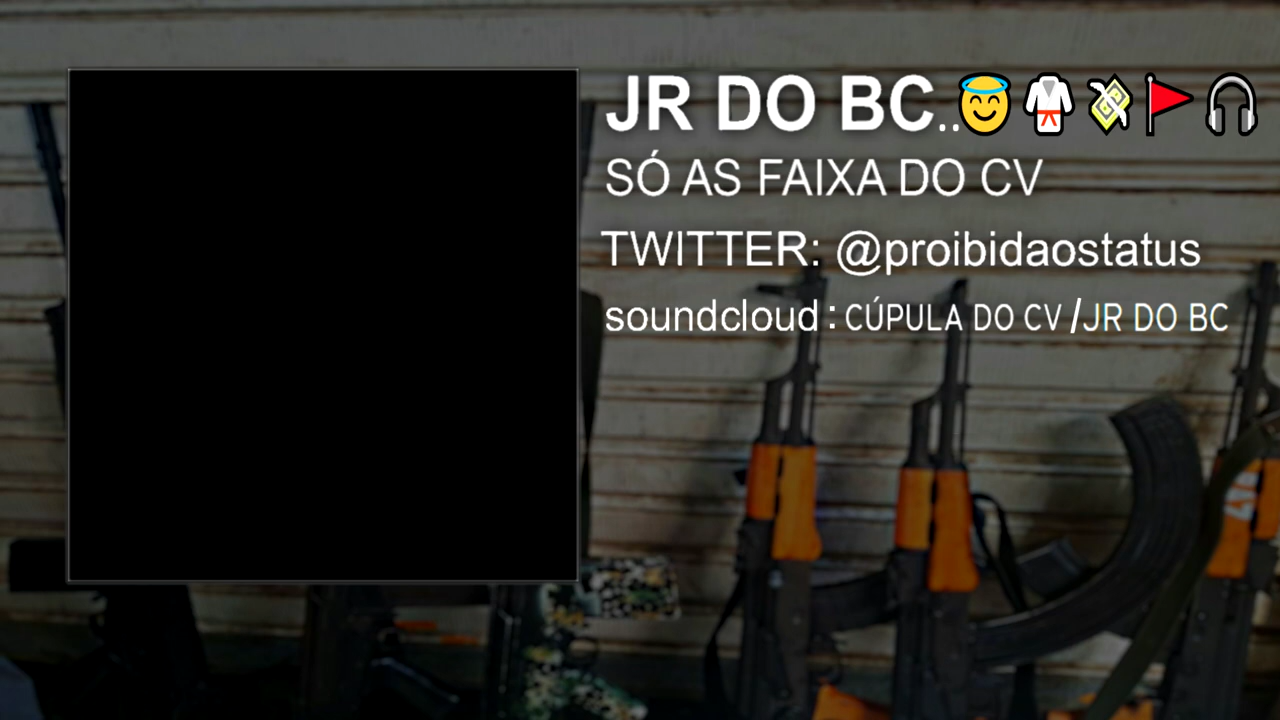 JR DO BC..😇🥋💸🚩🎧
SÓ AS FAIXA DO CV
TWITTER: @proibidaostatus
soundcloud : CÚPULA DO CV /JR DO BC